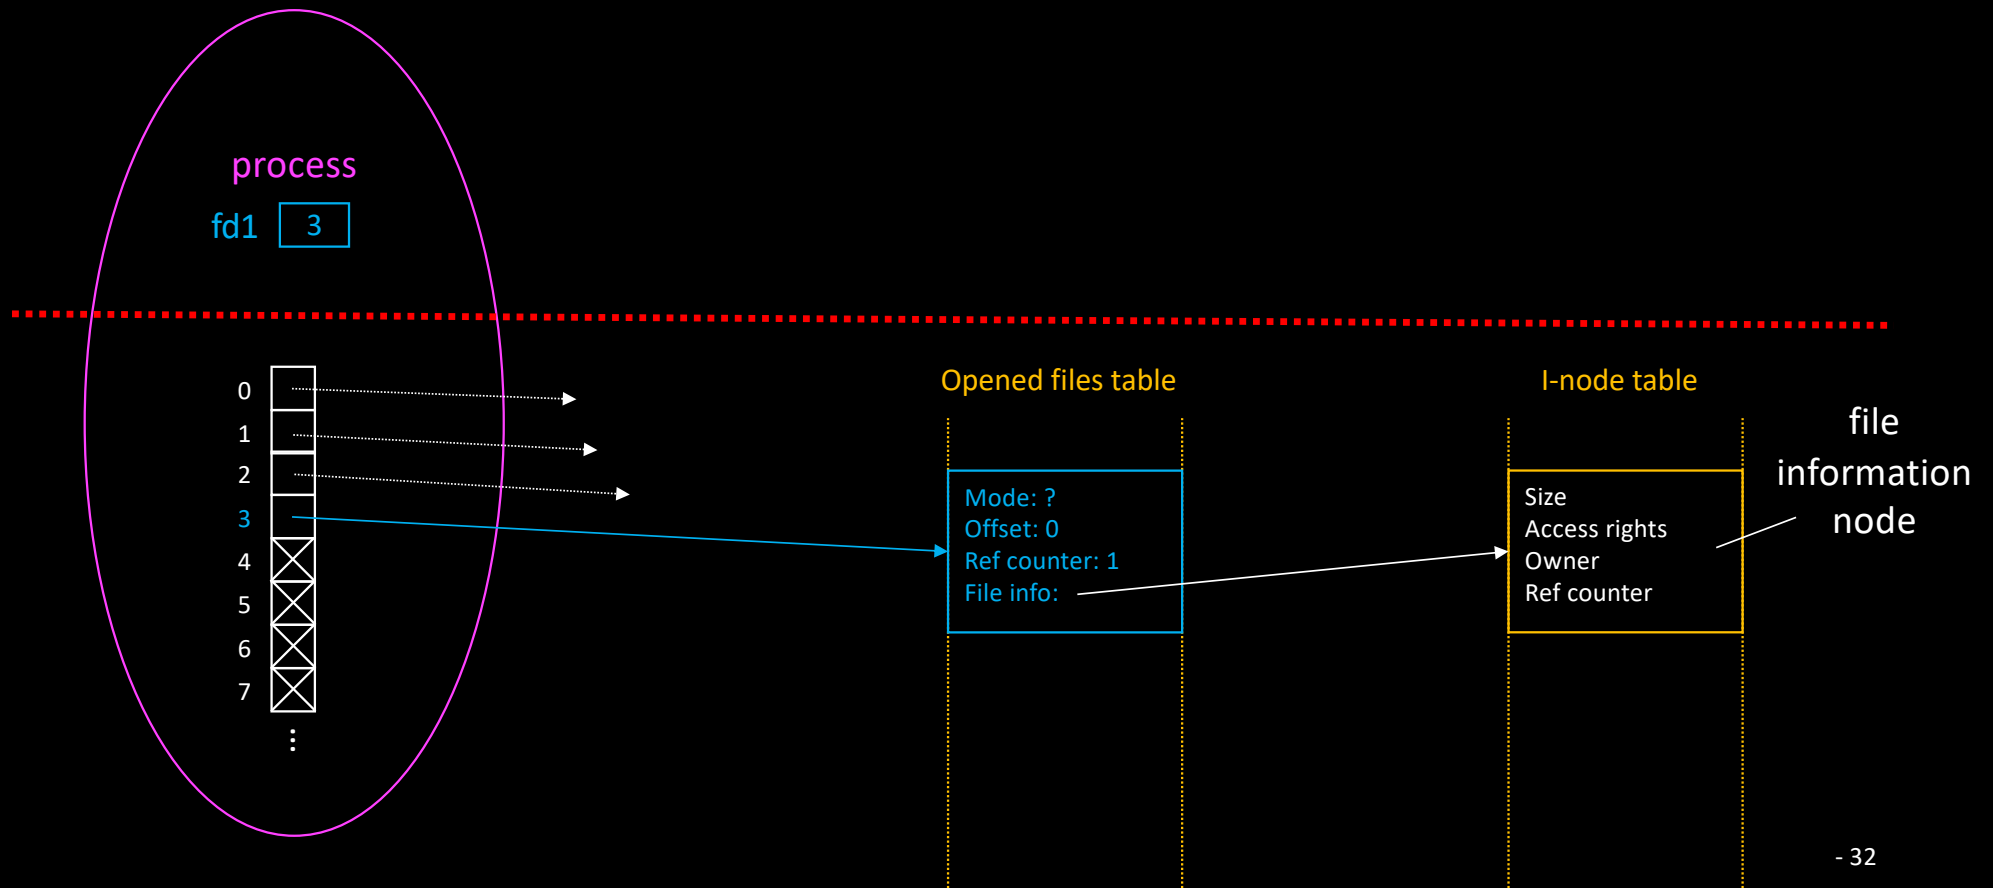 process
fd1 3
0
1
2
3
4
5
6
7
⋮
Opened files table
Mode: ?
Offset: 0
Ref counter: 1
File info:
I-node table
Size
Access rights
Owner
Ref counter
file
information
node
- 32